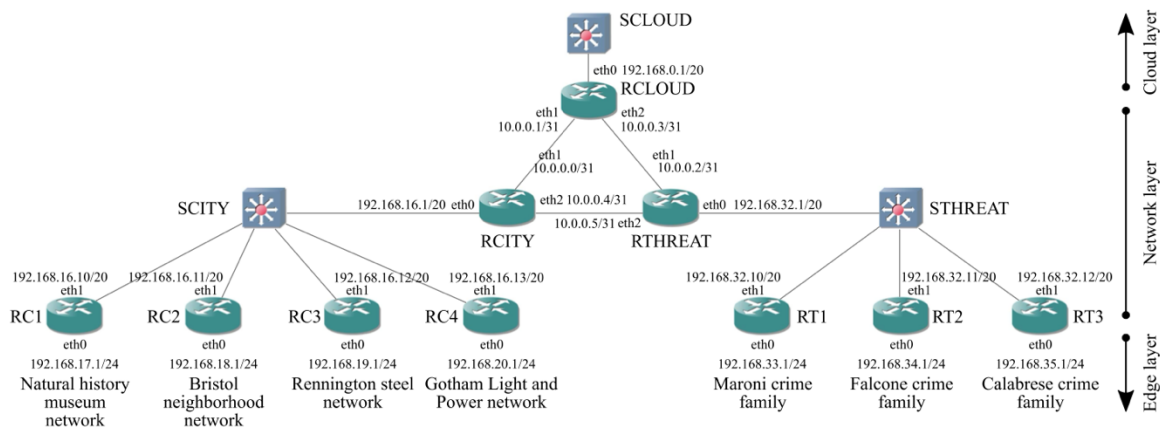 SCLOUD
eth0 192.168.0.1/20
RCLOUD
eth1
10.0.0.1/31
eth2
10.0.0.3/31
eth1
10.0.0.0/31
eth1
10.0.0.2/31
SCITY
192.168.16.1/20 eth0
eth2 10.0.0.4/31
10.0.0.5/31 eth2
eth0 192.168.32.1/20
STHREAT
RCITY
RTHREAT
192.168.16.10/20
eth1
192.168.16.11/20
eth1
192.168.16.12/20
eth1
192.168.16.13/20
eth1
192.168.32.10/20
eth1
192.168.32.11/20
eth1
192.168.32.12/20
eth1
RC1
RC2
RC3
RC4
RT1
RT2
RT3
eth0
192.168.17.1/24
Natural history
museum
network
eth0
192.168.18.1/24
Bristol
neighborhood
network
eth0
192.168.19.1/24
Rennington steel
network
eth0
192.168.20.1/24
Gotham Light and
Power network
eth0
192.168.33.1/24
Maroni crime
family
eth0
192.168.34.1/24
Falcone crime
family
eth0
192.168.35.1/24
Calabrese crime
family
Cloud layer
Network layer
Edge layer